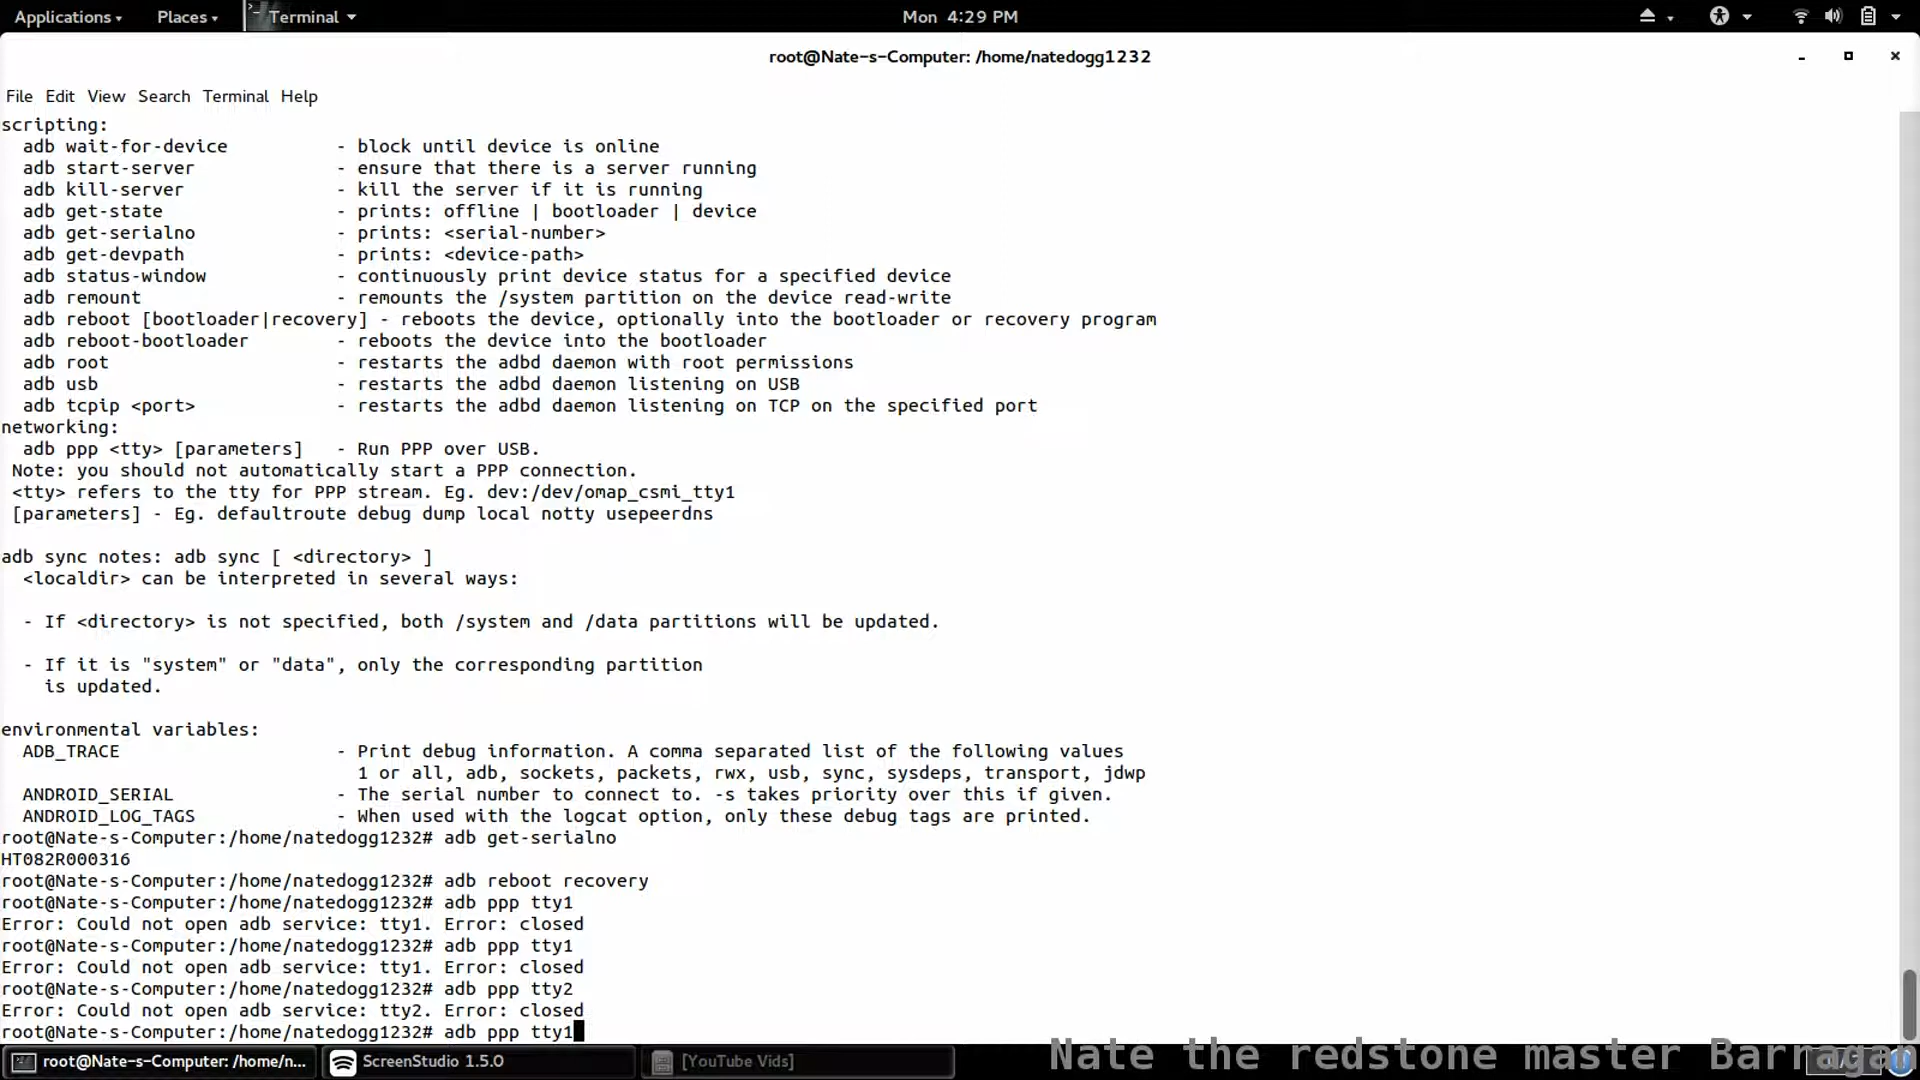 Applications Places Terminal Mon 4:29 PM
root@Nate-s-Computer: /home/natedogg1232
File Edit View Search Terminal Help
scripting:
  adb wait-for-device          - block until device is online
  adb start-server             - ensure that there is a server running
  adb kill-server              - kill the server if it is running
  adb get-state                - prints: offline | bootloader | device
  adb get-serialno             - prints: <serial-number>
  adb get-devpath              - prints: <device-path>
  adb status-window            - continuously print device status for a specified device
  adb remount                  - remounts the /system partition on the device read-write
  adb reboot [bootloader|recovery] - reboots the device, optionally into the bootloader or recovery program
  adb reboot-bootloader        - reboots the device into the bootloader
  adb root                     - restarts the adbd daemon with root permissions
  adb usb                      - restarts the adbd daemon listening on USB
  adb tcpip <port>             - restarts the adbd daemon listening on TCP on the specified port
networking:
  adb ppp <tty> [parameters]   - Run PPP over USB.
 Note: you should not automatically start a PPP connection.
 <tty> refers to the tty for PPP stream. Eg. dev:/dev/omap_csmi_tty1
 [parameters] - Eg. defaultroute debug dump local notty usepeerdns
adb sync notes: adb sync [ <directory> ]
  <localdir> can be interpreted in several ways:
  - If <directory> is not specified, both /system and /data partitions will be updated.
  - If it is "system" or "data", only the corresponding partition
    is updated.
environmental variables:
  ADB_TRACE                    - Print debug information. A comma separated list of the following values
                                 1 or all, adb, sockets, packets, rwx, usb, sync, sysdeps, transport, jdwp
  ANDROID_SERIAL               - The serial number to connect to. -s takes priority over this if given.
  ANDROID_LOG_TAGS             - When used with the logcat option, only these debug tags are printed.
root@Nate-s-Computer:/home/natedogg1232# adb get-serialno
HT082R000316
root@Nate-s-Computer:/home/natedogg1232# adb reboot recovery
root@Nate-s-Computer:/home/natedogg1232# adb ppp tty1
Error: Could not open adb service: tty1. Error: closed
root@Nate-s-Computer:/home/natedogg1232# adb ppp tty1
Error: Could not open adb service: tty1. Error: closed
root@Nate-s-Computer:/home/natedogg1232# adb ppp tty2
Error: Could not open adb service: tty2. Error: closed
root@Nate-s-Computer:/home/natedogg1232# adb ppp tty1
root@Nate-s-Computer: /home/n... ScreenStudio 1.5.0 [YouTube Vids] Nate the redstone master Barragan